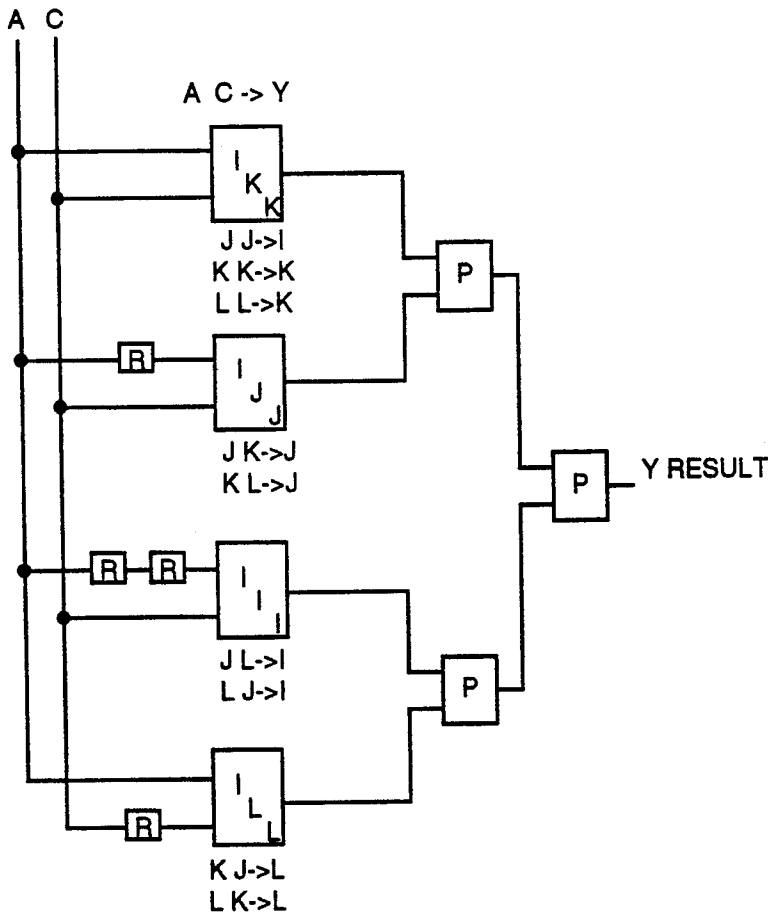 A C
A C -> Y
I
K
K
J J->I
K K->K
L L->K
P
R
I
J
J
J K->J
K L->J
P
Y RESULT
R R
I
I
I
J L->I
L J->I
P
I
L
L
R
K J->L
L K->L